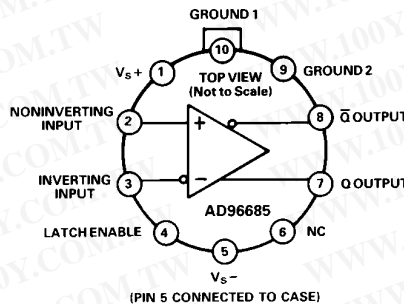 GROUND 1
10
VS+
1
TOP VIEW
(Not to Scale)
9
GROUND 2
NONINVERTING
INPUT
2
+
8
Q̅ OUTPUT
INVERTING
INPUT
3
−
7
Q OUTPUT
AD96685
LATCH ENABLE
4
6
NC
5
VS−
(PIN 5 CONNECTED TO CASE)